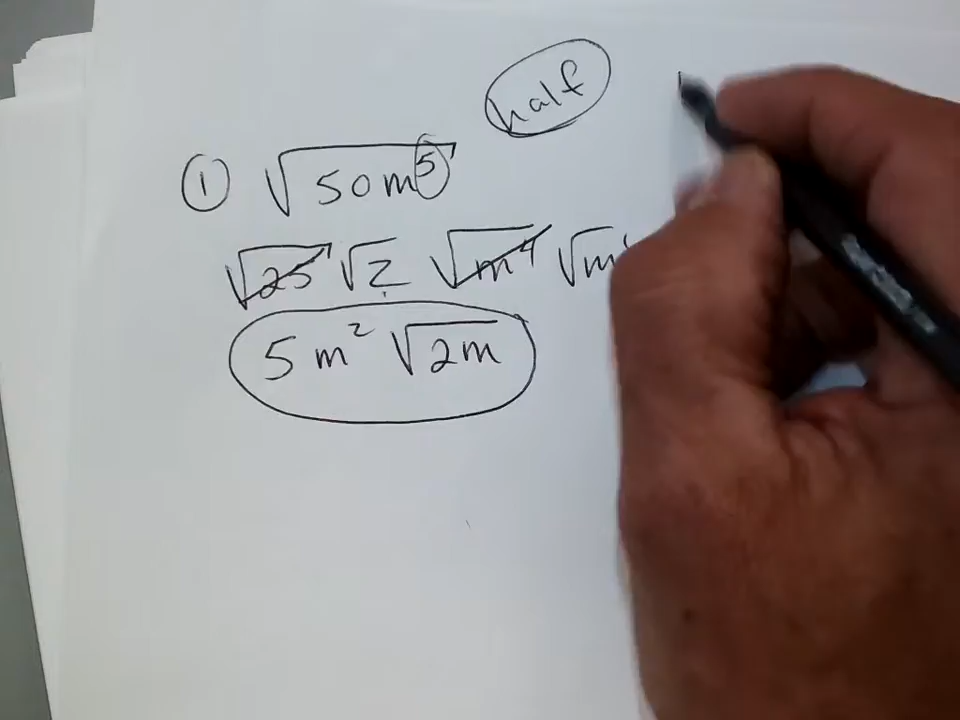 half
① √50m⁵
√25 √2 √m⁴ √m
5m² √2m